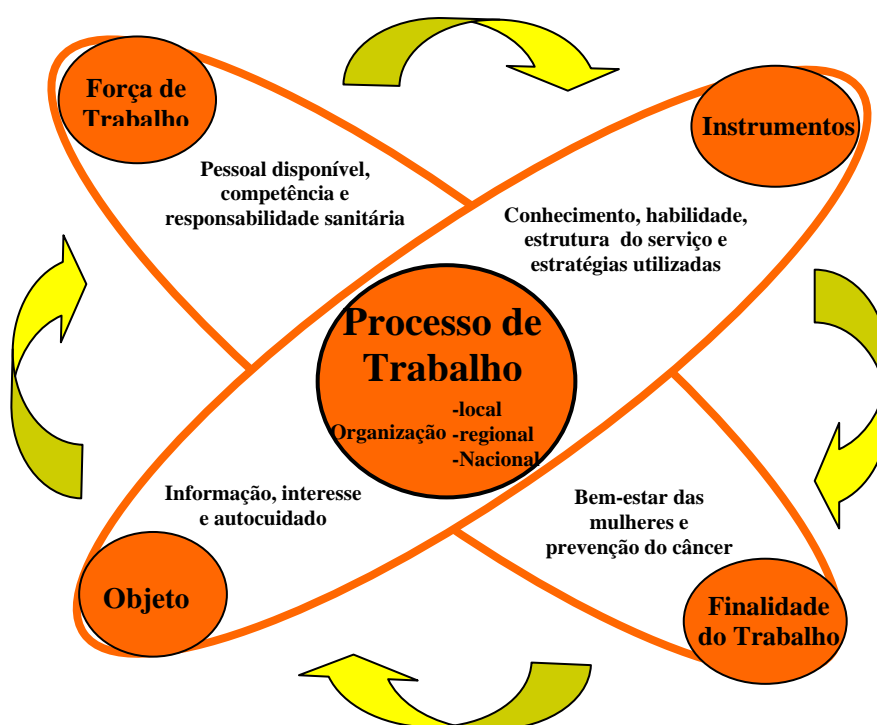 Força de
Trabalho
Instrumentos
Pessoal disponível,
competência e
responsabilidade sanitária
Conhecimento, habilidade,
estrutura do serviço e
estratégias utilizadas
Processo de
Trabalho
Organização
-local
-regional
-Nacional
Informação, interesse
e autocuidado
Bem-estar das
mulheres e
prevenção do câncer
Objeto
Finalidade
do Trabalho